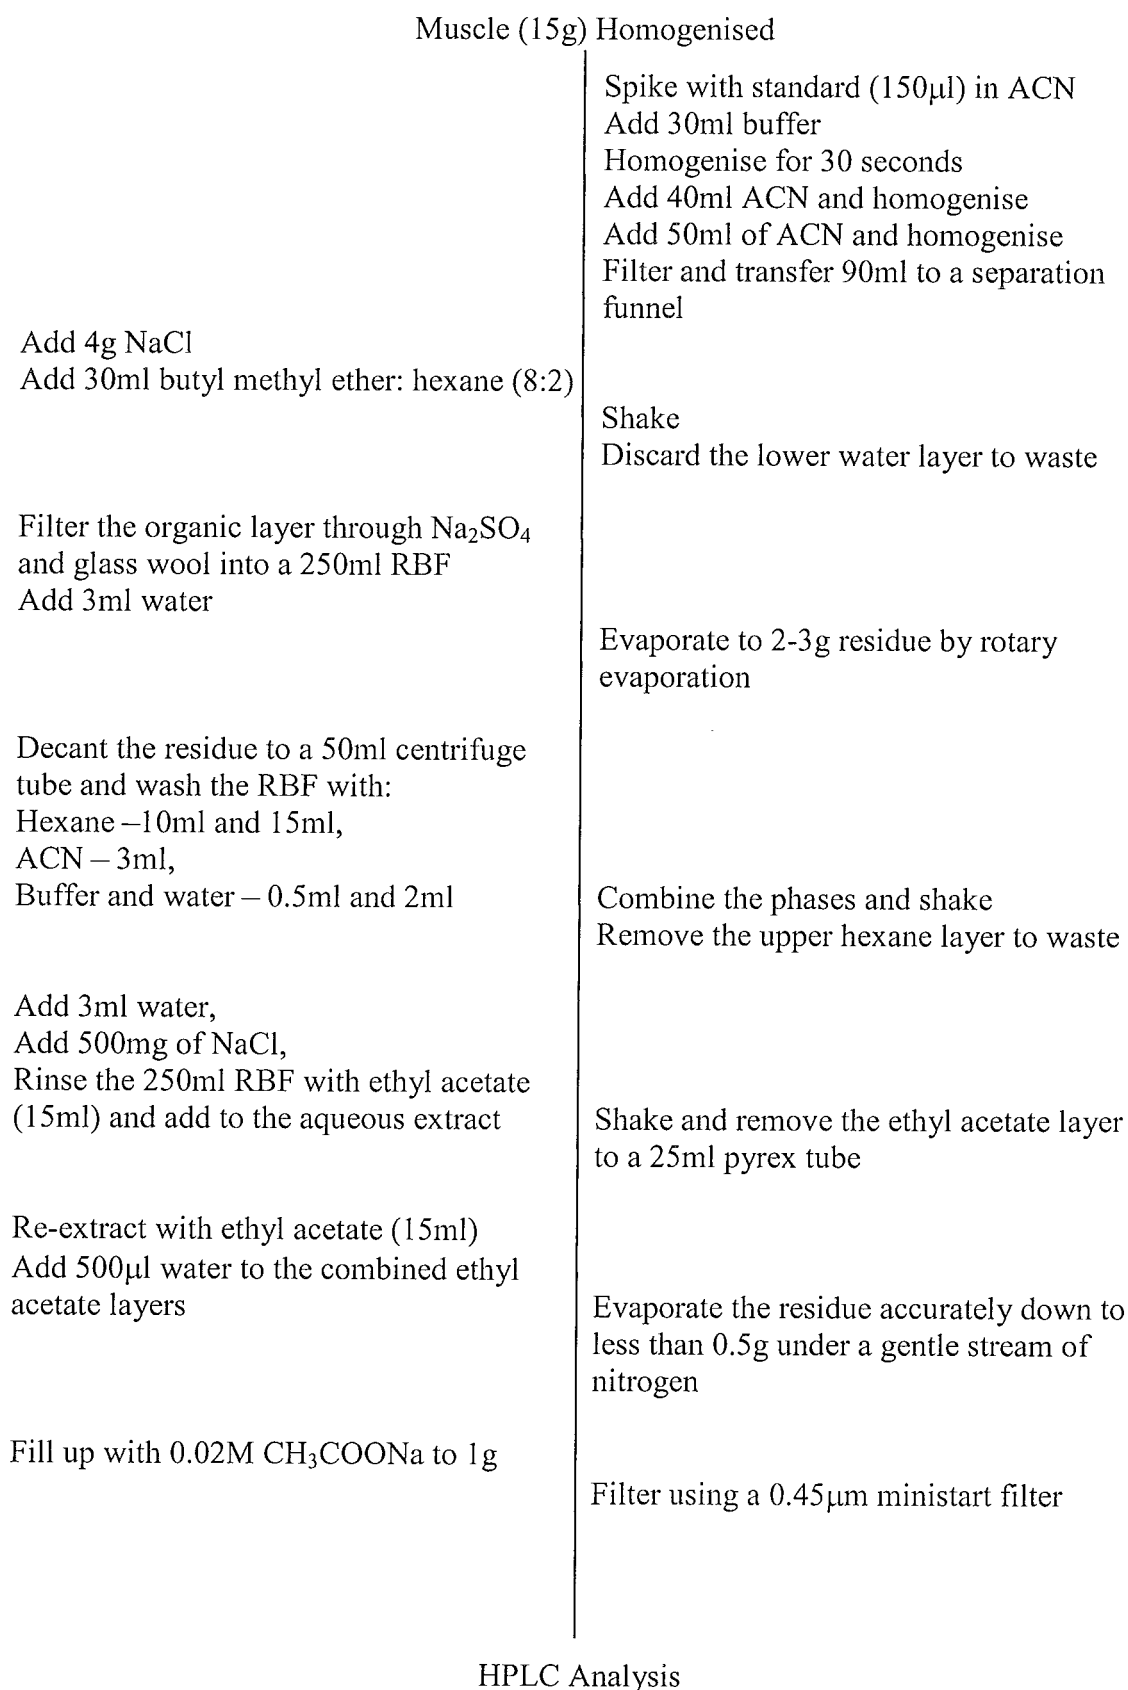 Muscle (15g) Homogenised
Spike with standard (150µl) in ACN
Add 30ml buffer
Homogenise for 30 seconds
Add 40ml ACN and homogenise
Add 50ml of ACN and homogenise
Filter and transfer 90ml to a separation
funnel
Add 4g NaCl
Add 30ml butyl methyl ether: hexane (8:2)
Shake
Discard the lower water layer to waste
Filter the organic layer through Na₂SO₄
and glass wool into a 250ml RBF
Add 3ml water
Evaporate to 2-3g residue by rotary
evaporation
Decant the residue to a 50ml centrifuge
tube and wash the RBF with:
Hexane –10ml and 15ml,
ACN – 3ml,
Buffer and water – 0.5ml and 2ml
Combine the phases and shake
Remove the upper hexane layer to waste
Add 3ml water,
Add 500mg of NaCl,
Rinse the 250ml RBF with ethyl acetate
(15ml) and add to the aqueous extract
Shake and remove the ethyl acetate layer
to a 25ml pyrex tube
Re-extract with ethyl acetate (15ml)
Add 500µl water to the combined ethyl
acetate layers
Evaporate the residue accurately down to
less than 0.5g under a gentle stream of
nitrogen
Fill up with 0.02M CH₃COONa to 1g
Filter using a 0.45µm ministart filter
HPLC Analysis